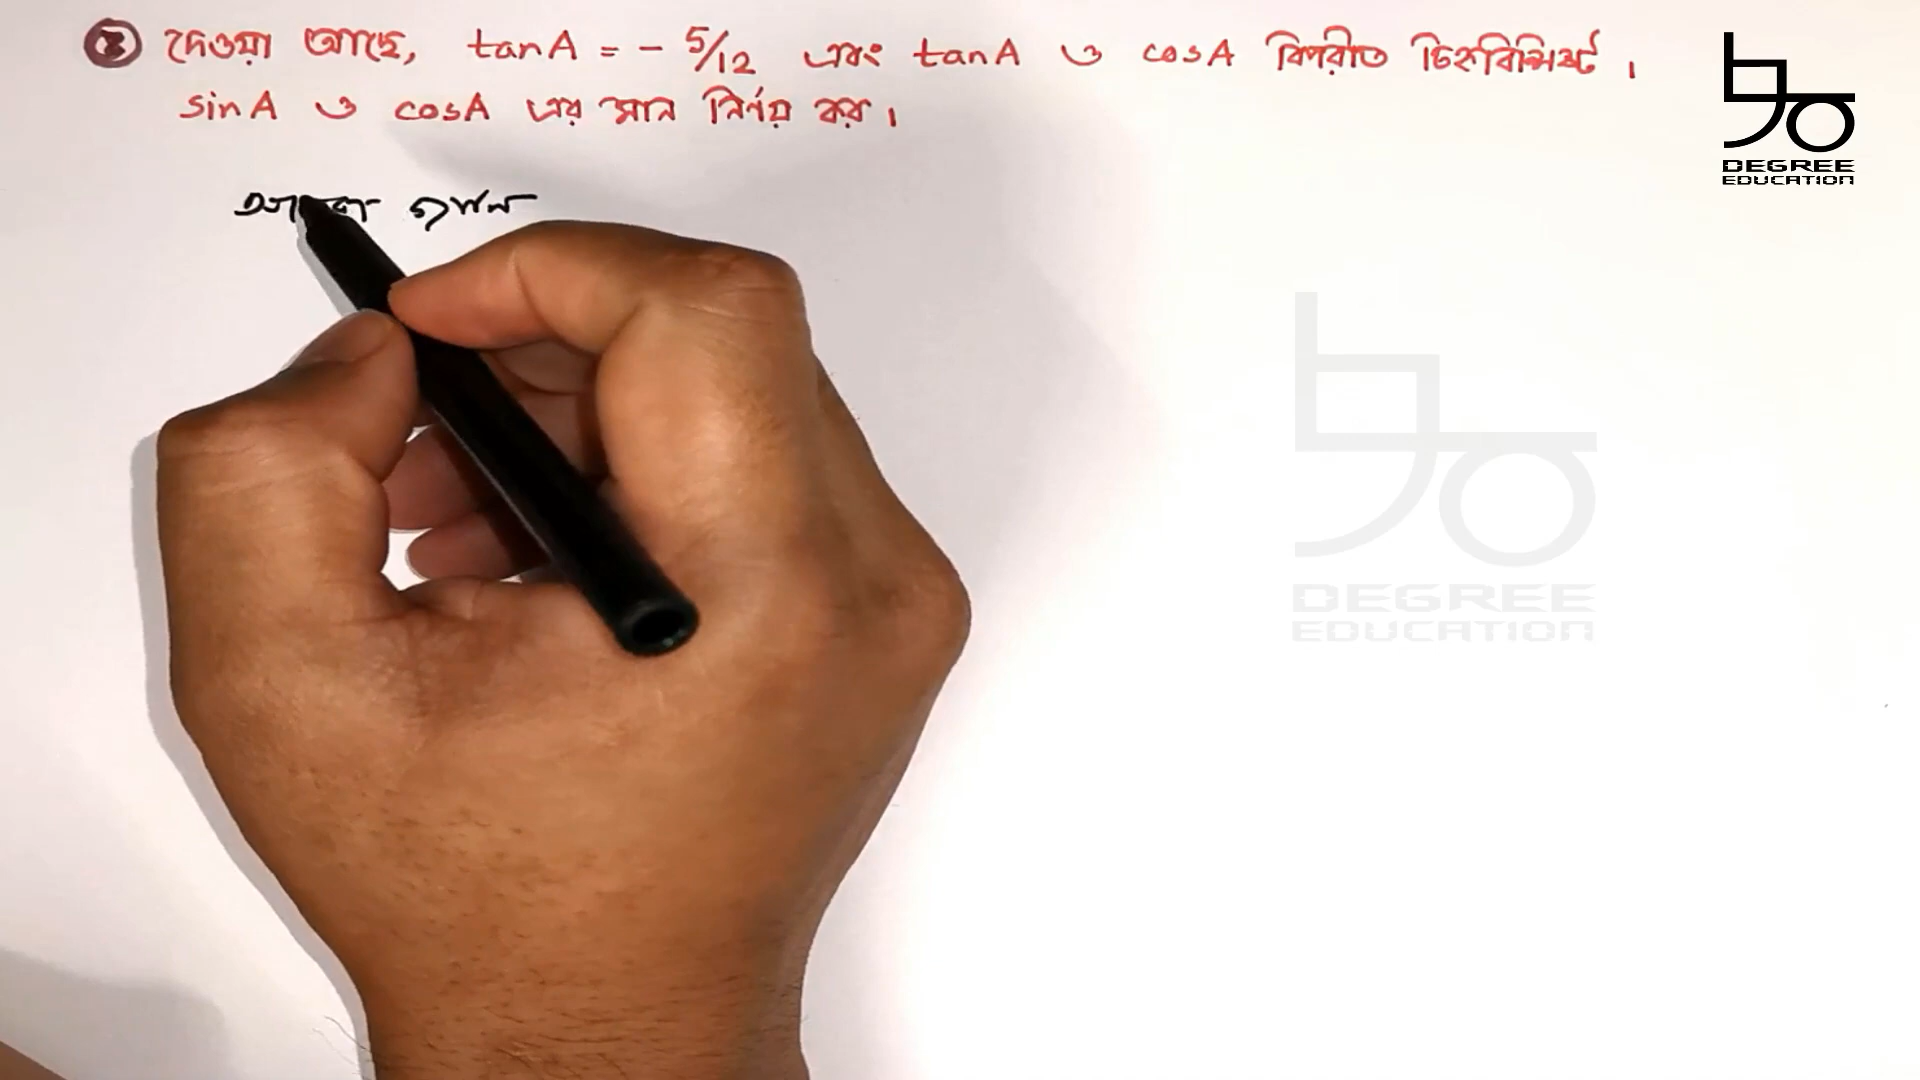 ৪ দেওয়া আছে, tanA = - 5/12 এবং tanA ও cosA বিপরীত চিহ্নবিশিষ্ট ।
sinA ও cosA এর মান নির্ণয় কর ।
DEGREE
EDUCATION
DEGREE
EDUCATION